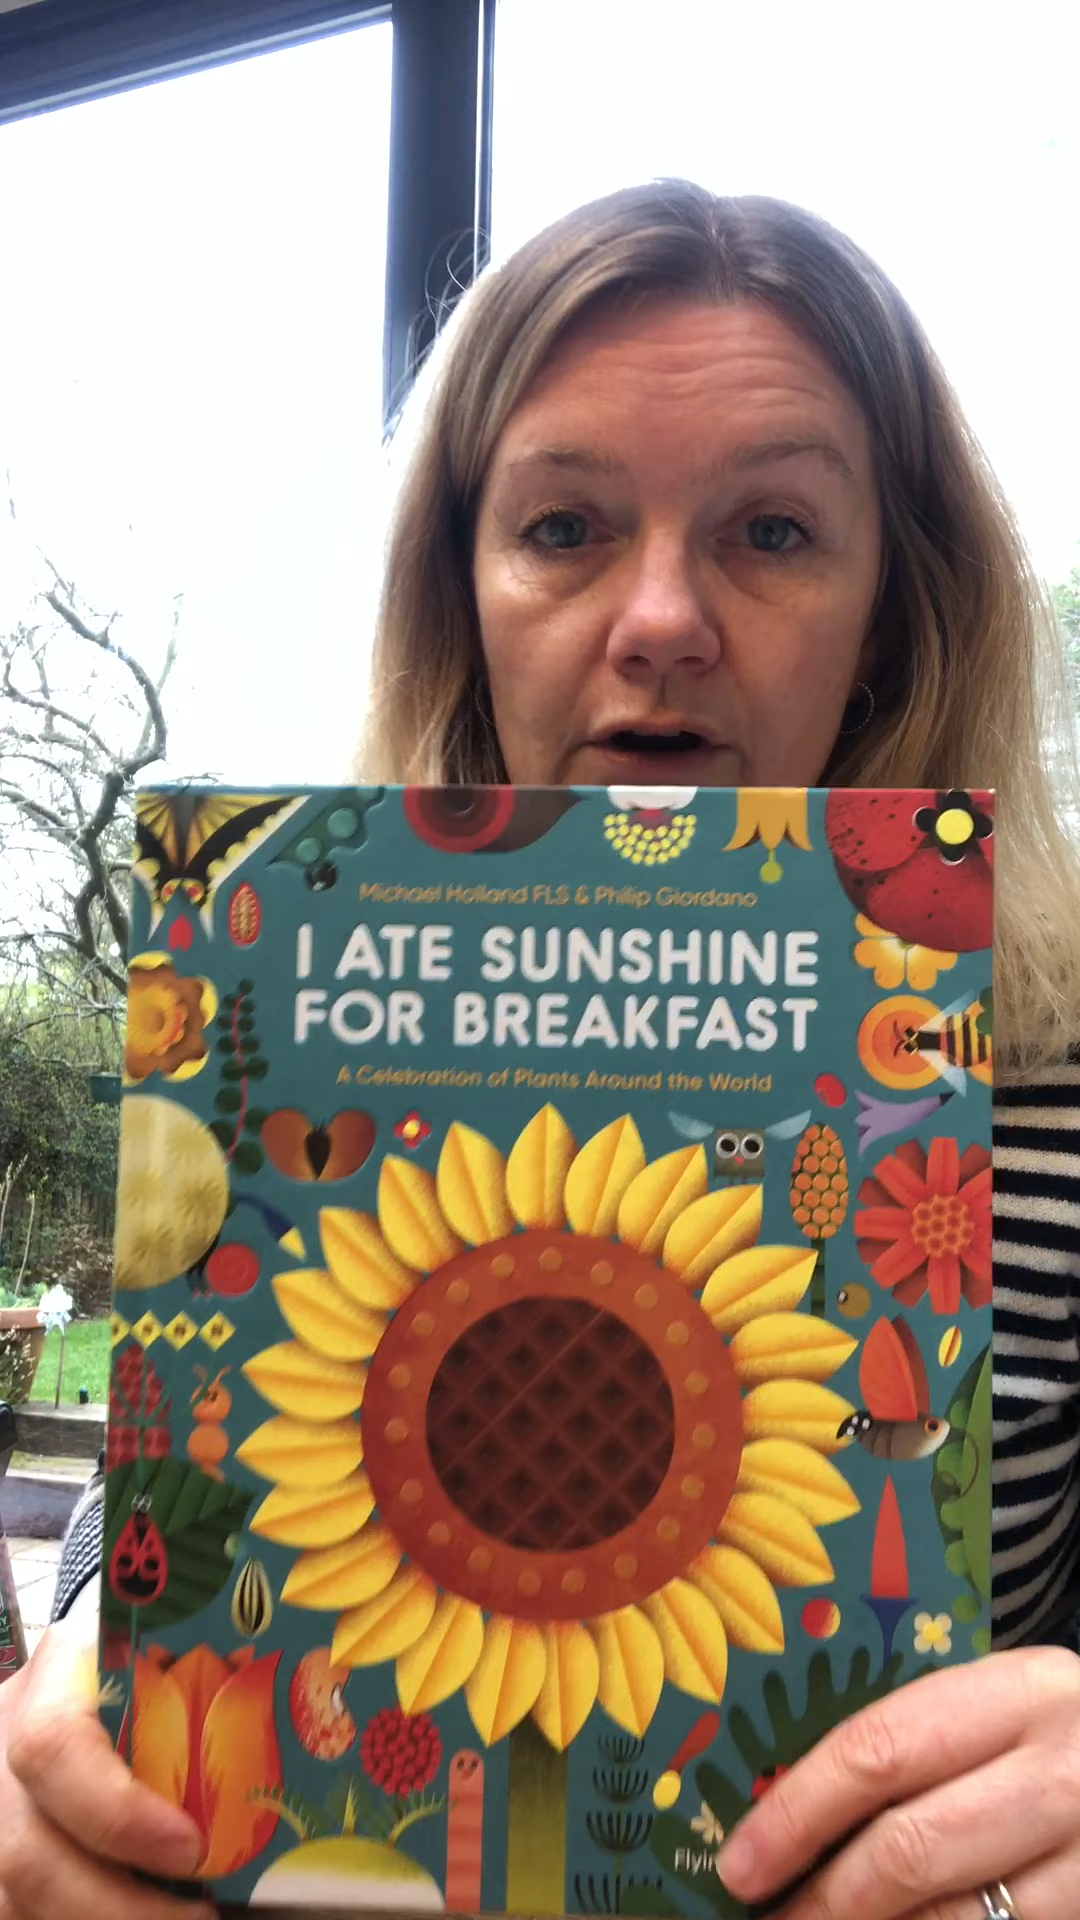 Michael Holland FLS & Philip Giordano
I ATE SUNSHINE
FOR BREAKFAST
A Celebration of Plants Around the World